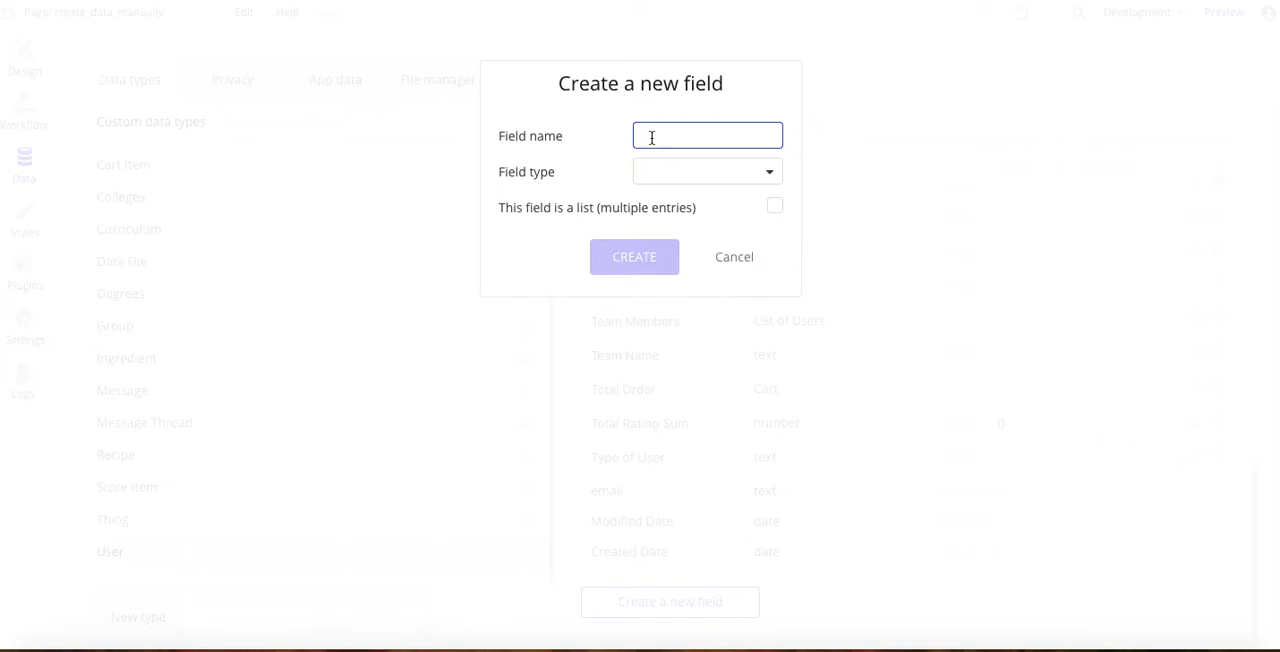 Page: create_data_manually
Edit
Help
Development
Preview
Design
Workflow
Data
Styles
Plugins
Settings
Logs
Data types
Privacy
App data
File manager
Custom data types
Cart Item
Colleges
Curriculum
Data File
Degrees
Group
Ingredient
Message
Message Thread
Recipe
Store Item
Thing
User
New type
Create a new field
Field name
Field type
This field is a list (multiple entries)
CREATE
Cancel
Team Members List of Users
Team Name text
Total Order Cart
Total Rating Sum number 0
Type of User text
email text
Modified Date date
Created Date date
Create a new field